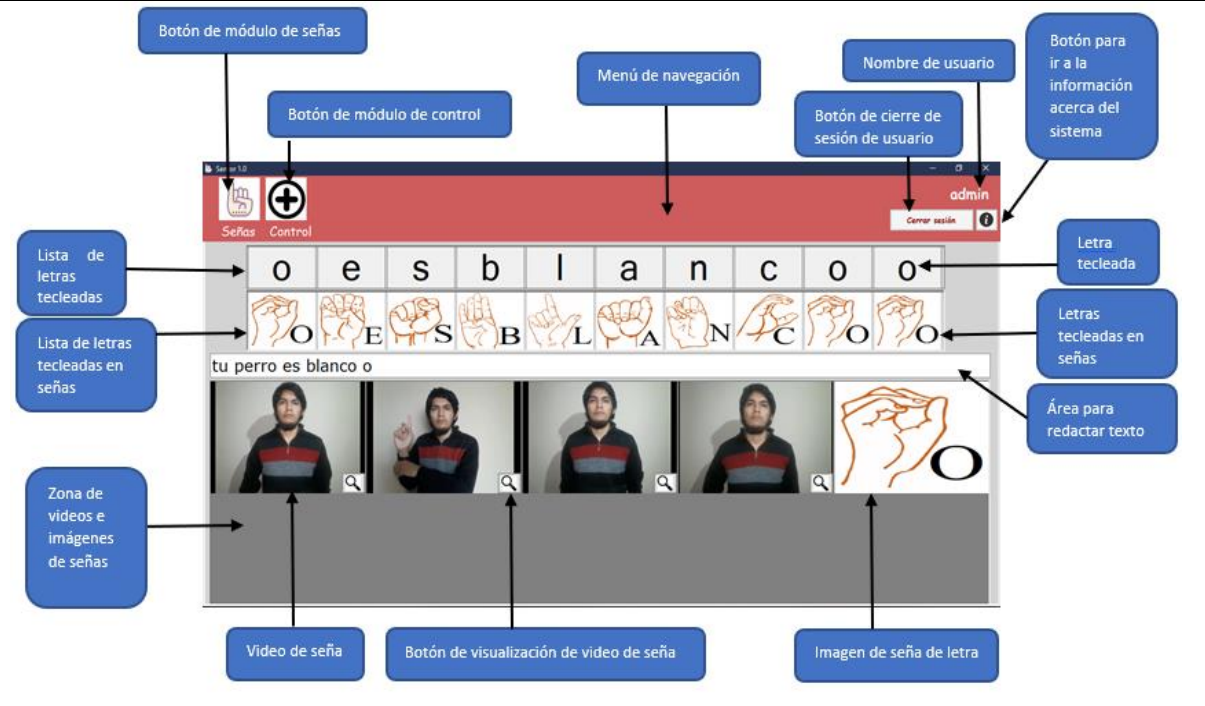 Botón de módulo de señas
Botón de módulo de control
Menú de navegación
Nombre de usuario
Botón de cierre de
sesión de usuario
Botón para
ir a la
información
acerca del
sistema
admin
Cerrar sesión
Señas Control
Lista de
letras
tecleadas
o e s b l a n c o o
Letra
tecleada
Lista de letras
tecleadas en
señas
O E S B L A N C O O
Letras
tecleadas en
señas
tu perro es blanco o
Área para
redactar texto
O
Zona de
videos e
imágenes
de señas
Video de seña
Botón de visualización de video de seña
Imagen de seña de letra